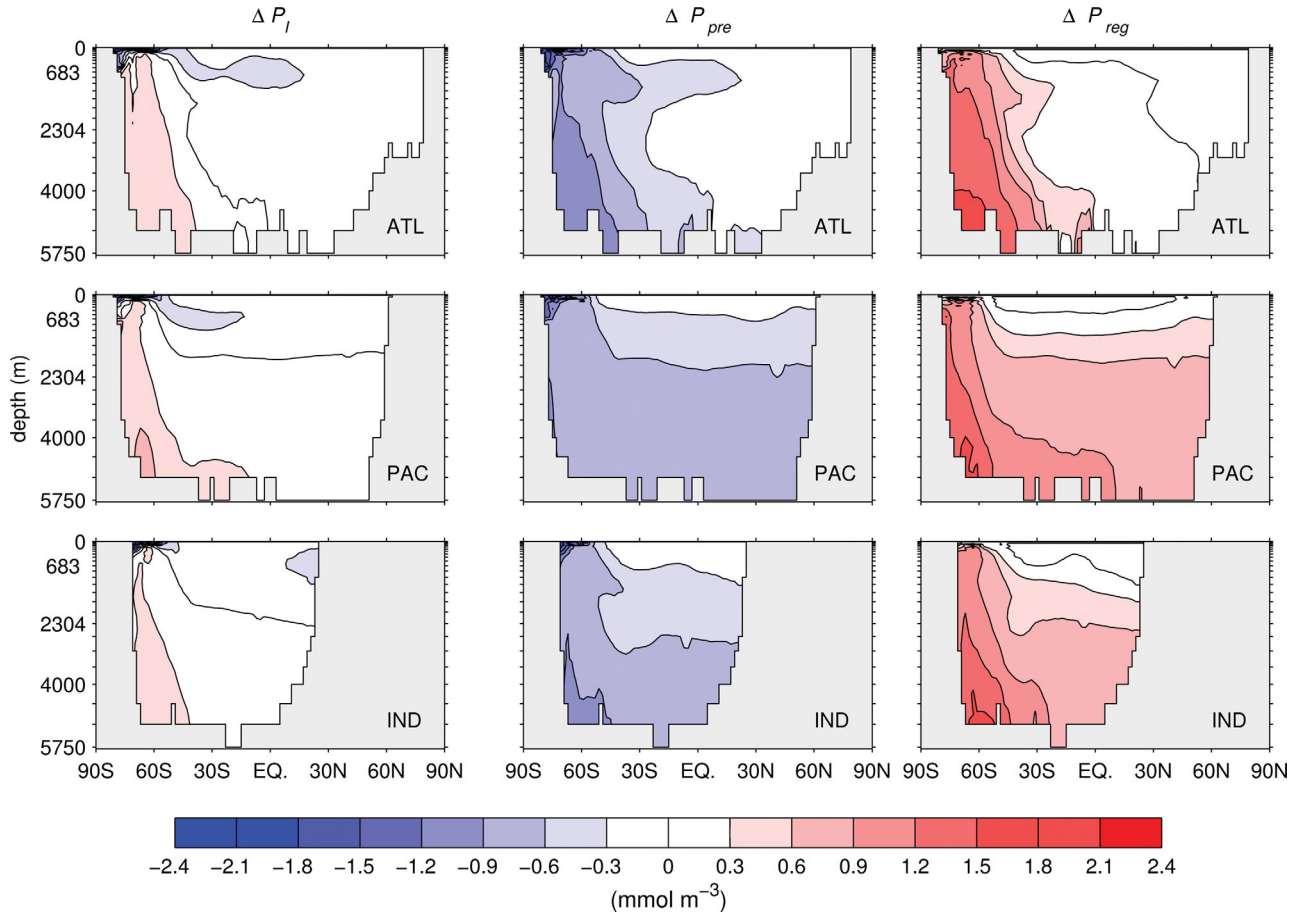 Δ P_I Δ P_pre Δ P_reg
0
683
2304
4000
5750
ATL ATL ATL
0
683
2304
4000
5750
depth (m)
PAC PAC PAC
0
683
2304
4000
5750
IND IND IND
90S 60S 30S EQ. 30N 60N 90N 90S 60S 30S EQ. 30N 60N 90N 90S 60S 30S EQ. 30N 60N 90N
−2.4 −2.1 −1.8 −1.2 −0.9 −0.6 −0.3 0 0.3 0.6 0.9 1.2 1.5 1.8 2.1 2.4
(mmol m⁻³)